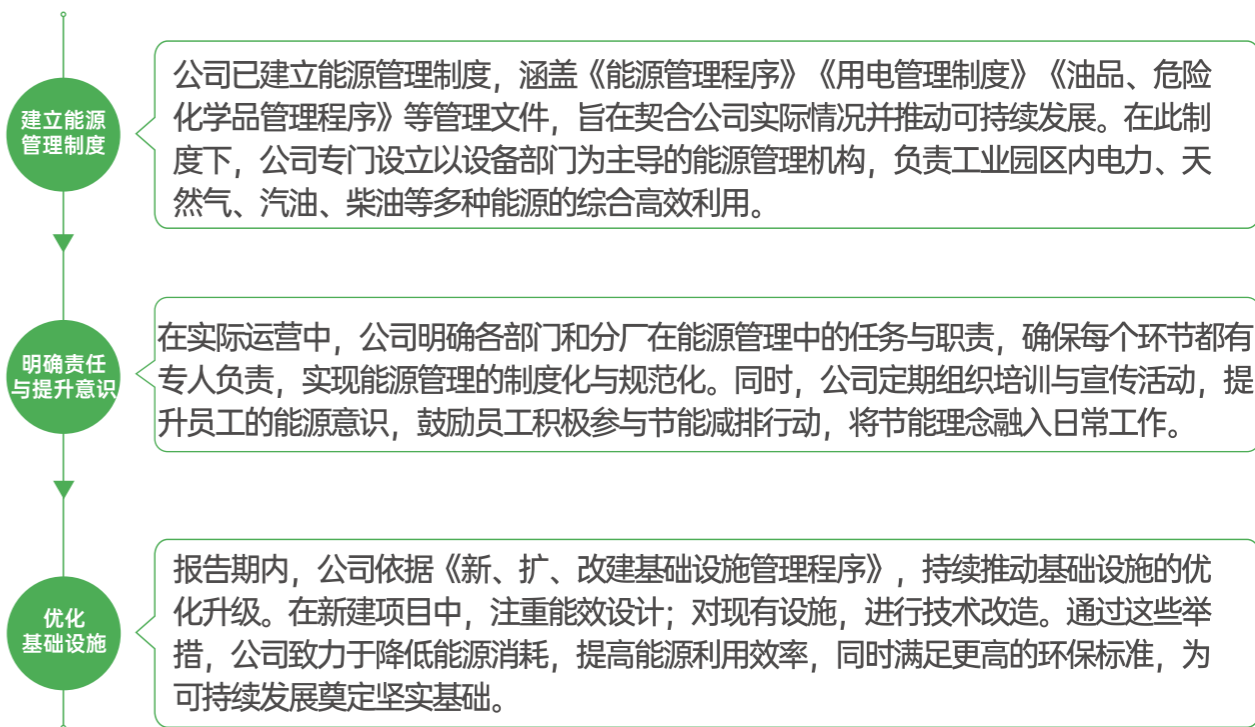 建立能源
管理制度
公司已建立能源管理制度，涵盖《能源管理程序》《用电管理制度》《油品、危险
化学品管理程序》等管理文件，旨在契合公司实际情况并推动可持续发展。在此制
度下，公司专门设立以设备部门为主导的能源管理机构，负责工业园区内电力、天
然气、汽油、柴油等多种能源的综合高效利用。
明确责任
与提升意识
在实际运营中，公司明确各部门和分厂在能源管理中的任务与职责，确保每个环节都有
专人负责，实现能源管理的制度化与规范化。同时，公司定期组织培训与宣传活动，提
升员工的能源意识，鼓励员工积极参与节能减排行动，将节能理念融入日常工作。
优化
基础设施
报告期内，公司依据《新、扩、改建基础设施管理程序》，持续推动基础设施的优
化升级。在新建项目中，注重能效设计；对现有设施，进行技术改造。通过这些举
措，公司致力于降低能源消耗，提高能源利用效率，同时满足更高的环保标准，为
可持续发展奠定坚实基础。